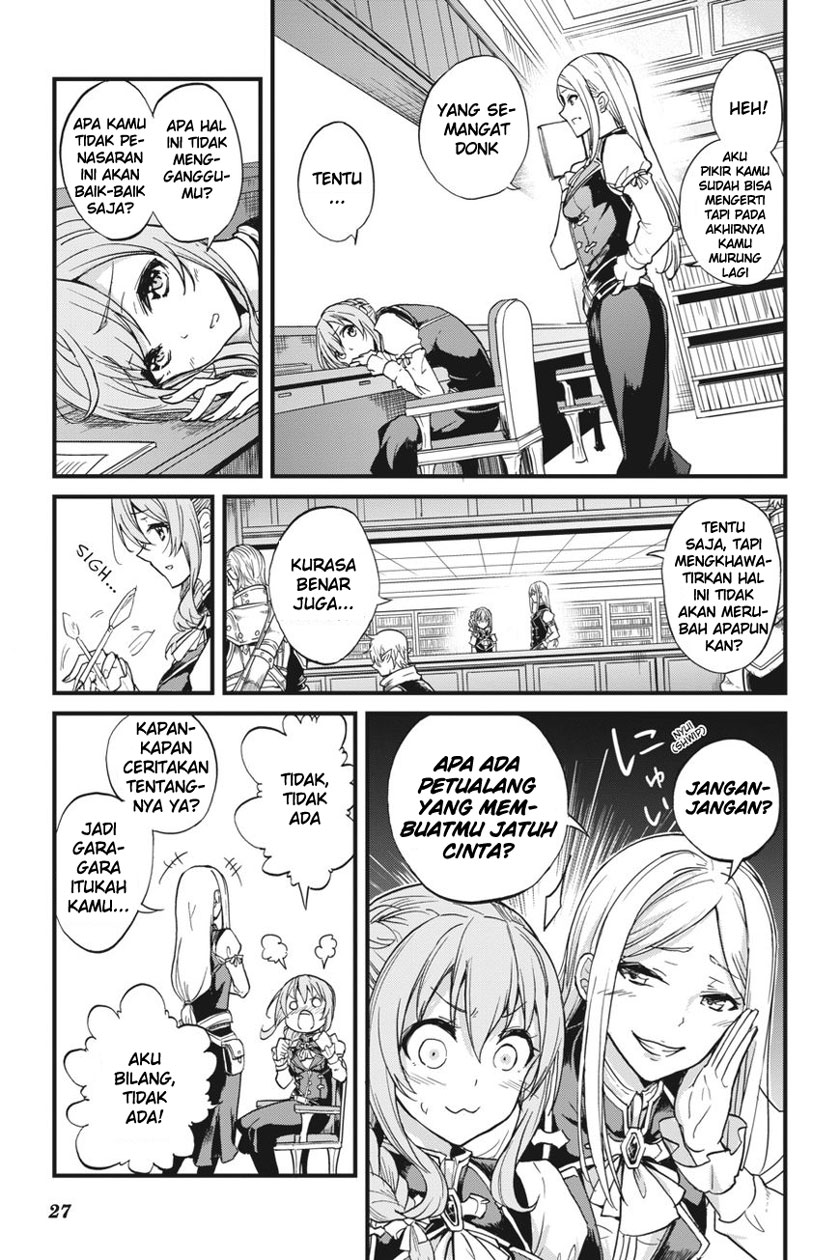 HEH!
AKU
PIKIR KAMU
SUDAH BISA
MENGERTI
TAPI PADA
AKHIRNYA
KAMU
MURUNG
LAGI
YANG SE-
MANGAT
DONK
TENTU
...
APA HAL
INI TIDAK
MENG-
GANGGU-
MU?
APA KAMU
TIDAK PE-
NASARAN
INI AKAN
BAIK-BAIK
SAJA?
TENTU
SAJA, TAPI
MENGKHAWA-
TIRKAN HAL
INI TIDAK
AKAN MERU-
BAH APAPUN
KAN?
KURASA
BENAR
JUGA...
SIGH...
JANGAN-
JANGAN?
にゅい
NYUI
(SHWIP)
APA ADA
PETUALANG
YANG MEM-
BUATMU JATUH
CINTA?
TIDAK,
TIDAK
ADA
KAPAN-
KAPAN
CERITAKAN
TENTANG-
NYA YA?
JADI
GARA-
GARA
ITUKAH
KAMU...
AKU
BILANG,
TIDAK
ADA!
27